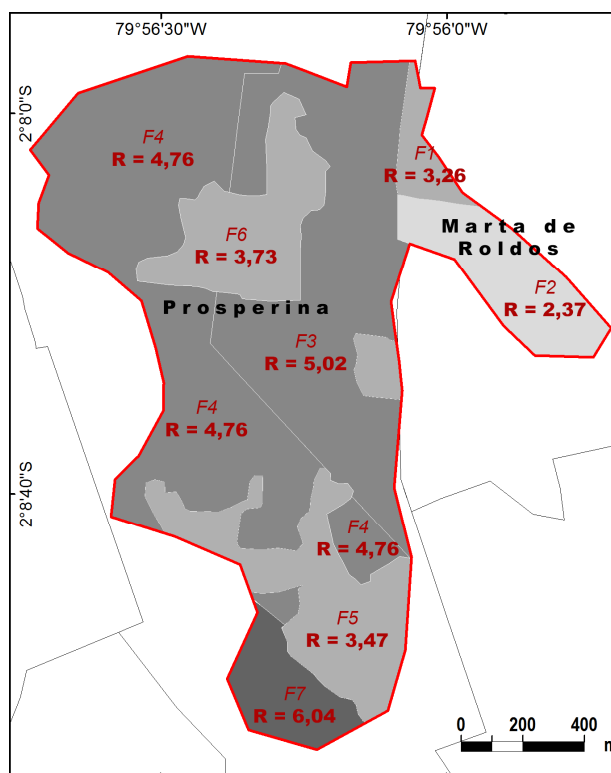 79°56'30"W
79°56'0"W
2°8'0"S
F4
R = 4,76
F1
R = 3,26
Marta de
Roldos
F6
R = 3,73
F2
R = 2,37
Prosperina
F3
R = 5,02
F4
R = 4,76
2°8'40"S
F4
R = 4,76
F5
R = 3,47
F7
R = 6,04
0 200 400
m